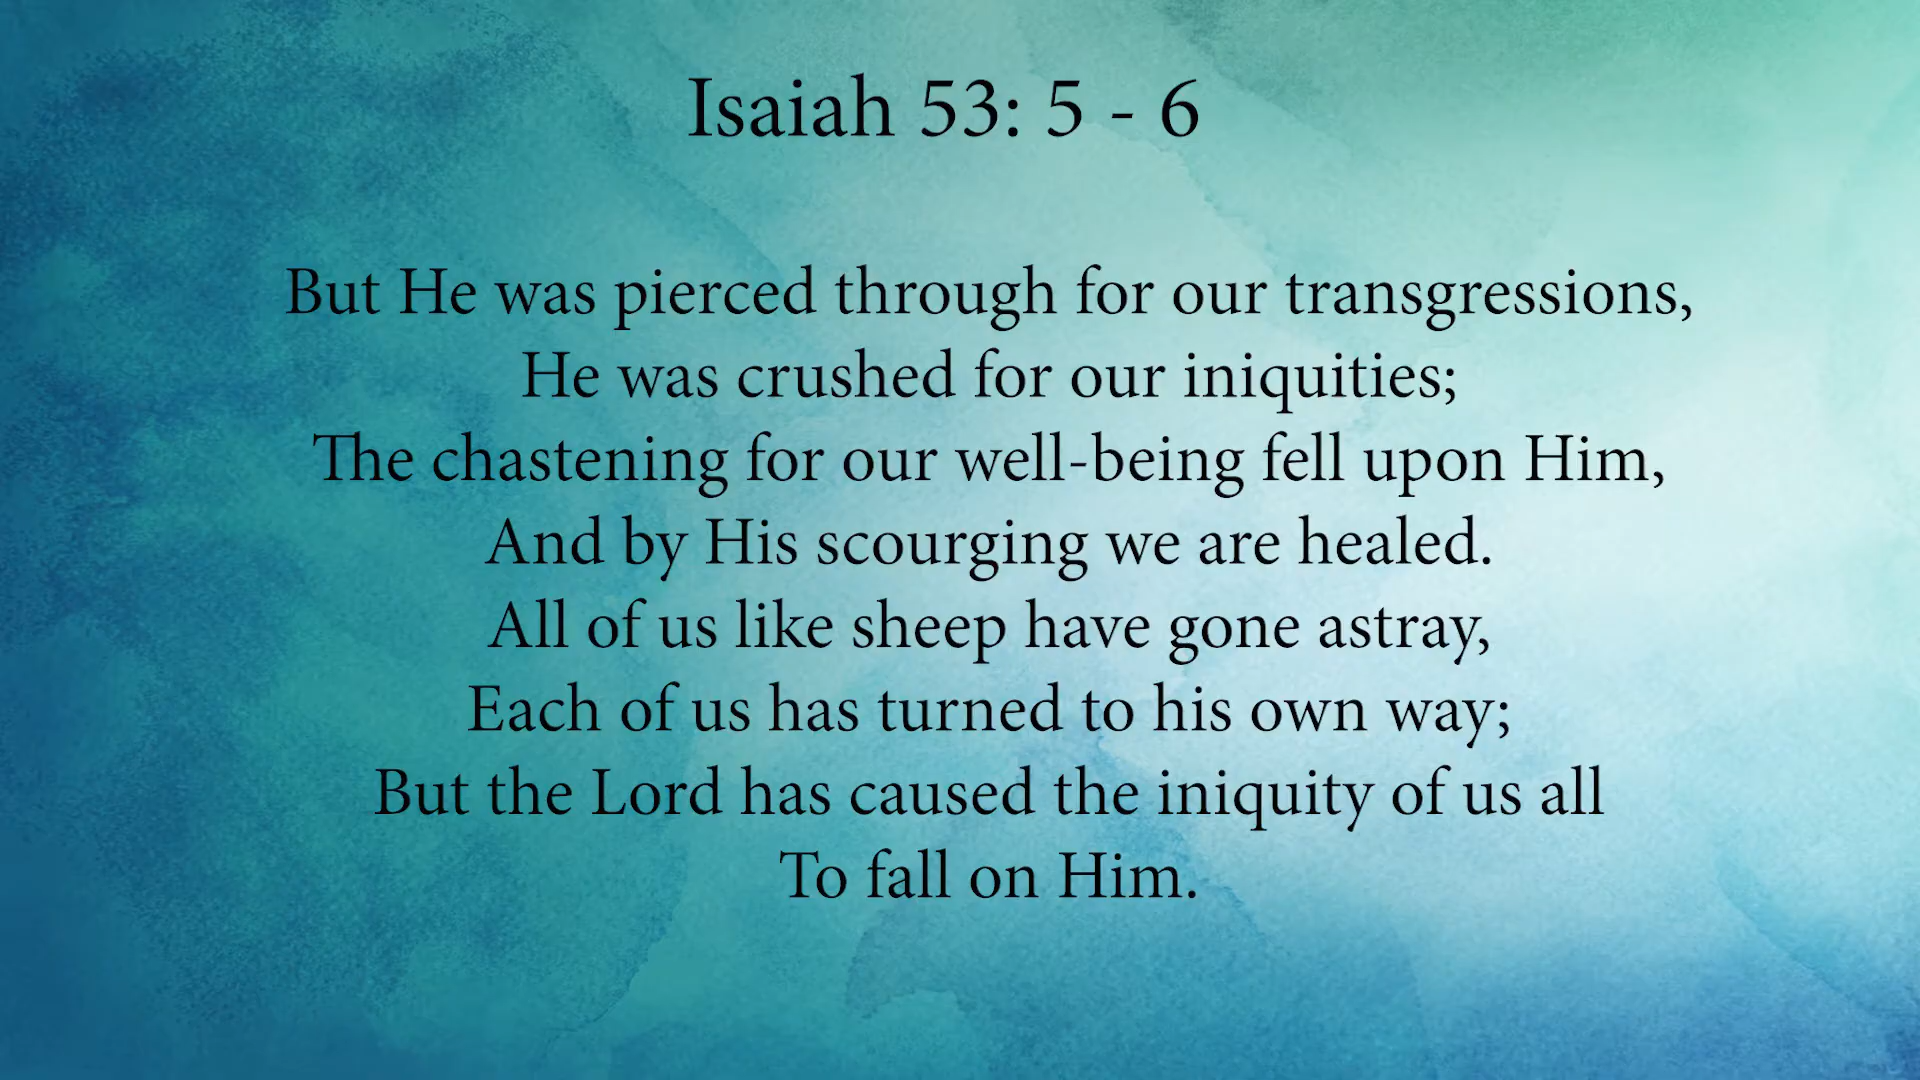 Isaiah 53: 5 - 6
But He was pierced through for our transgressions,
He was crushed for our iniquities;
The chastening for our well-being fell upon Him,
And by His scourging we are healed.
All of us like sheep have gone astray,
Each of us has turned to his own way;
But the Lord has caused the iniquity of us all
To fall on Him.